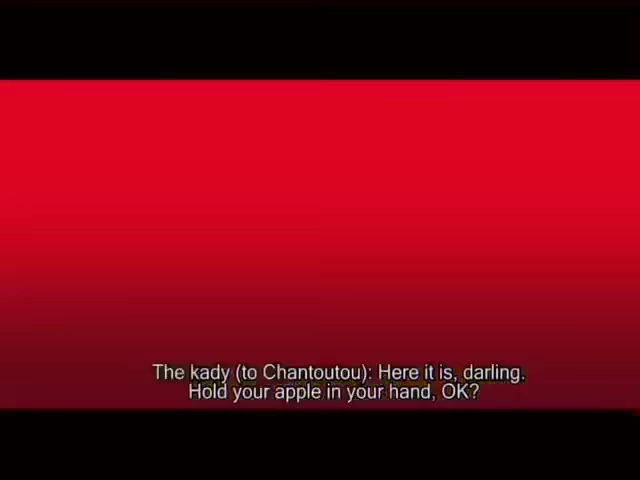 The kady (to Chantoutou): Here it is, darling.
Hold your apple in your hand, OK?